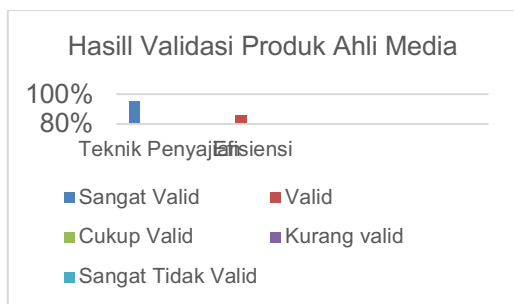 Hasill Validasi Produk Ahli Media
100%
80%
Teknik Penyajian Efisiensi
Sangat Valid Valid
Cukup Valid Kurang valid
Sangat Tidak Valid